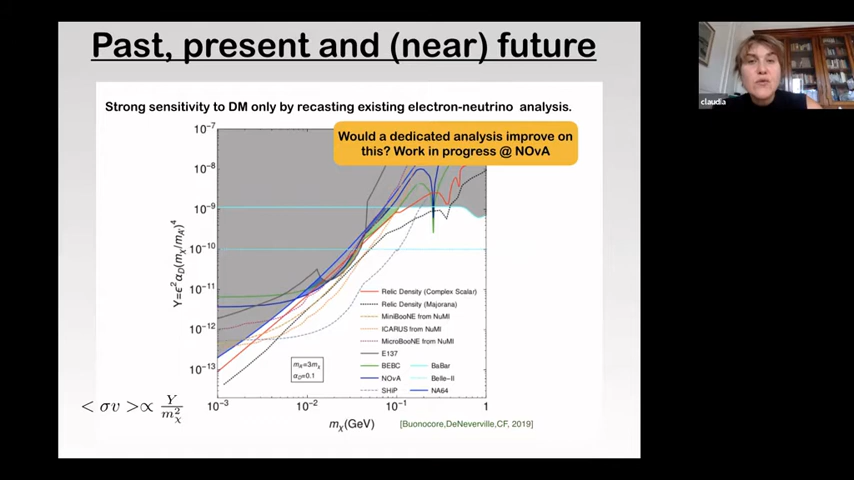 Past, present and (near) future
Strong sensitivity to DM only by recasting existing electron-neutrino analysis.
Would a dedicated analysis improve on
this? Work in progress @ NOvA
10⁻⁷
10⁻⁸
10⁻⁹
10⁻¹⁰
10⁻¹¹
10⁻¹²
10⁻¹³
Y=ϵ²α_D(m_χ/m_A')⁴
Relic Density (Complex Scalar)
Relic Density (Majorana)
MiniBooNE from NuMI
ICARUS from NuMI
MicroBooNE from NuMI
E137
BEBC BaBar
NOvA Belle-II
SHiP NA64
m_A'=3m_χ
α_D=0.1
10⁻³ 10⁻² 10⁻¹ 1
m_χ(GeV)
[Buonocore,DeNeverville,CF, 2019]
< σv >∝ Y/m_χ²
claudia